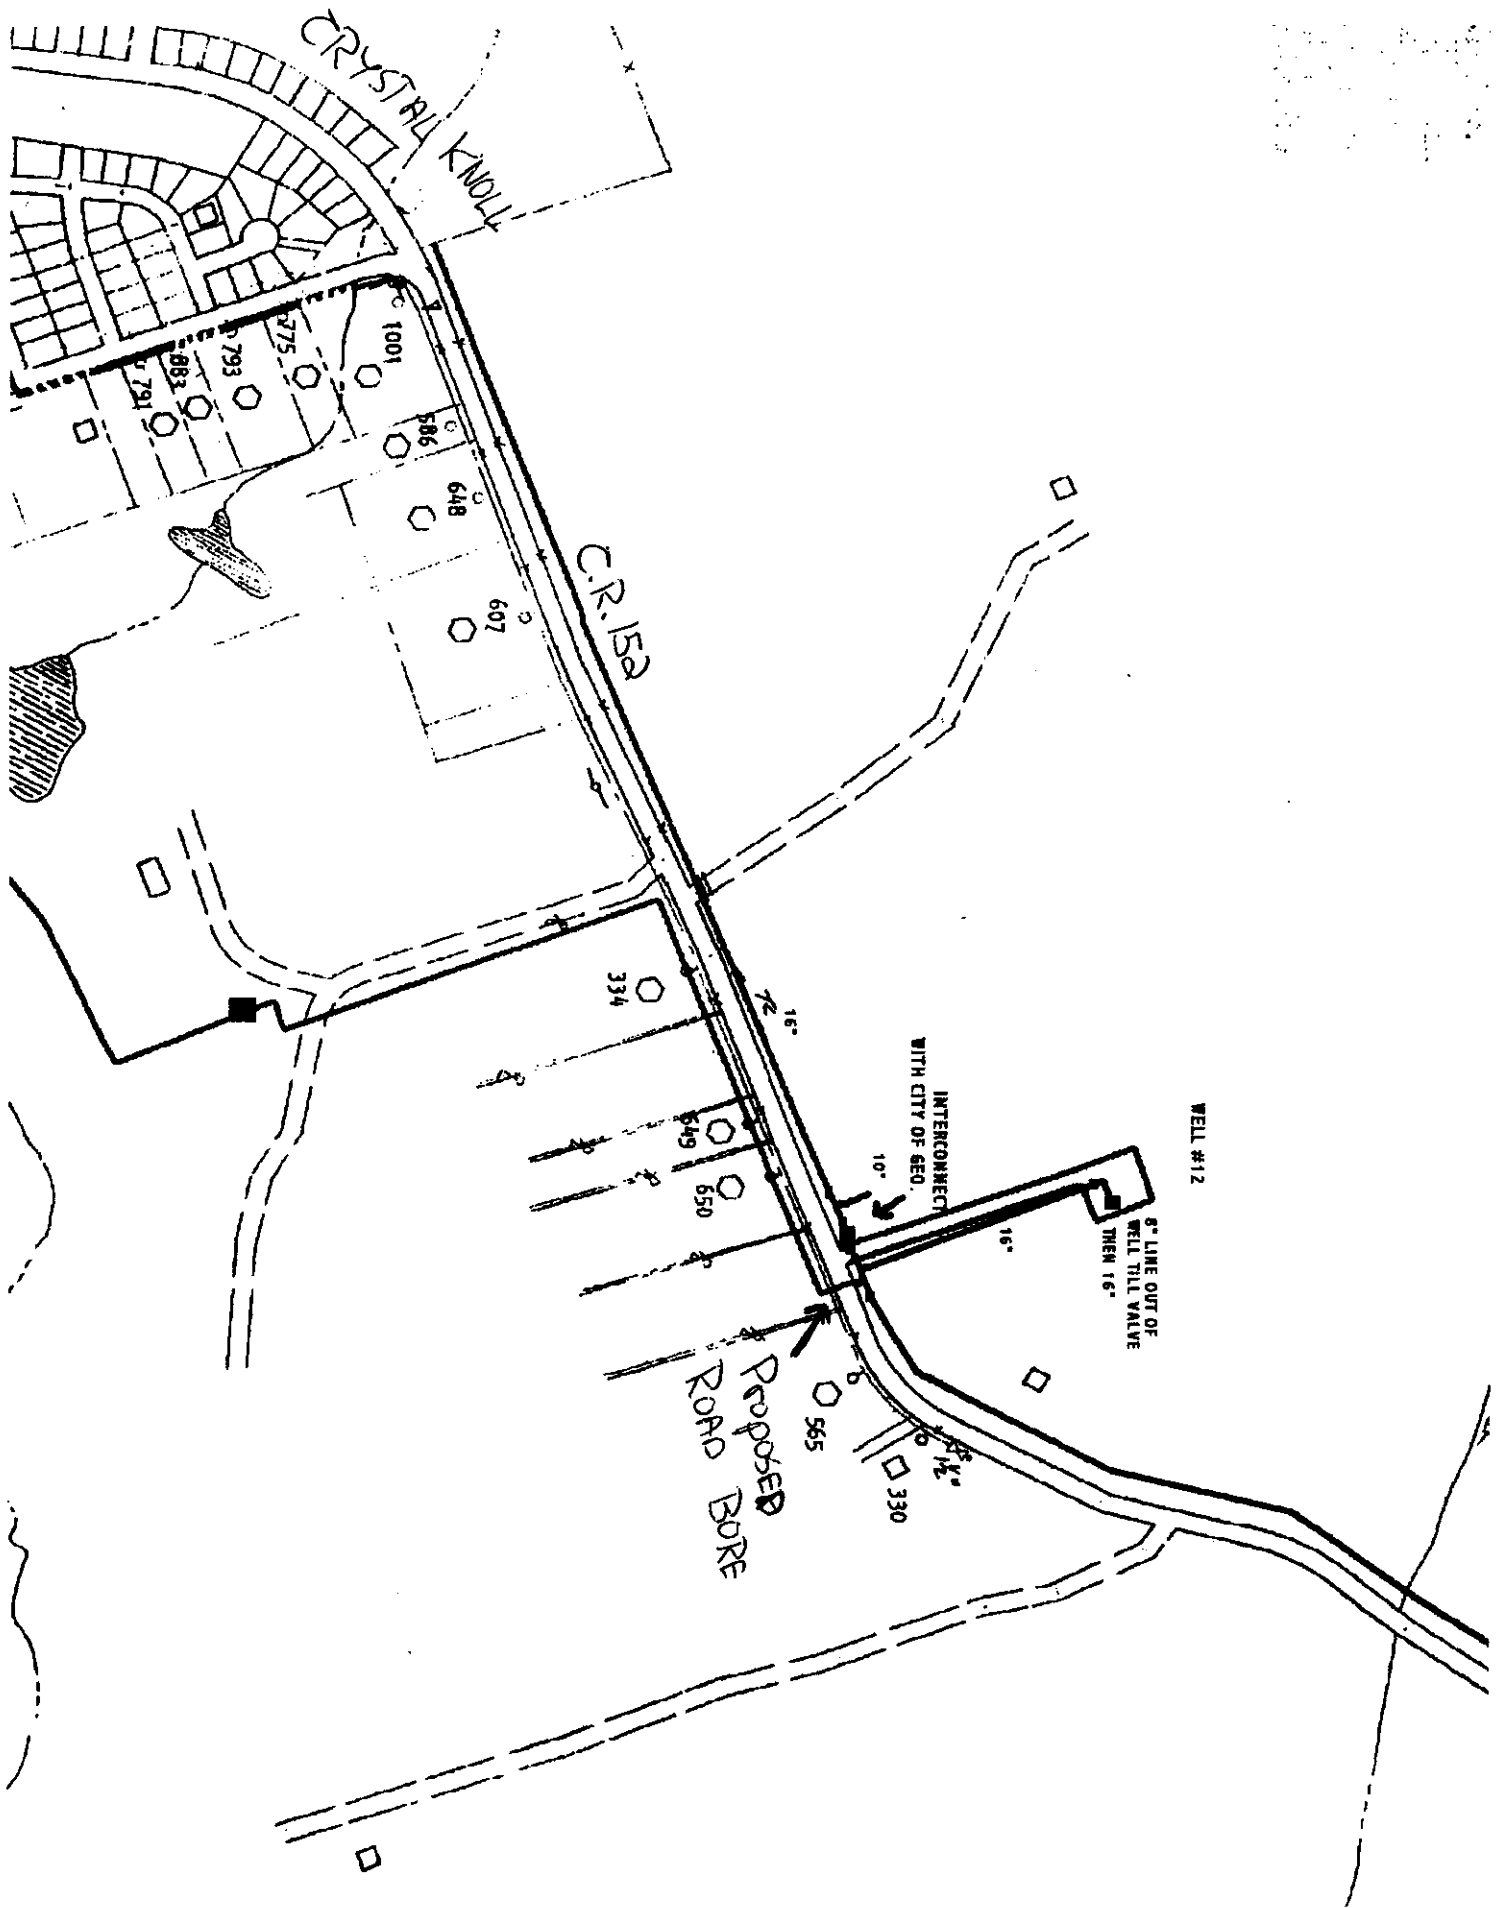 CRYSTAL KNOLL
1001
775
793
883
791
586
648
607
C.R. 152
334
16"
INTERCONNECT
WITH CITY OF GEO.
10"
WELL #12
8" LINE OUT OF
WELL TILL VALVE
THEN 16"
16"
549
650
PROPOSED
ROAD BORE
565
330